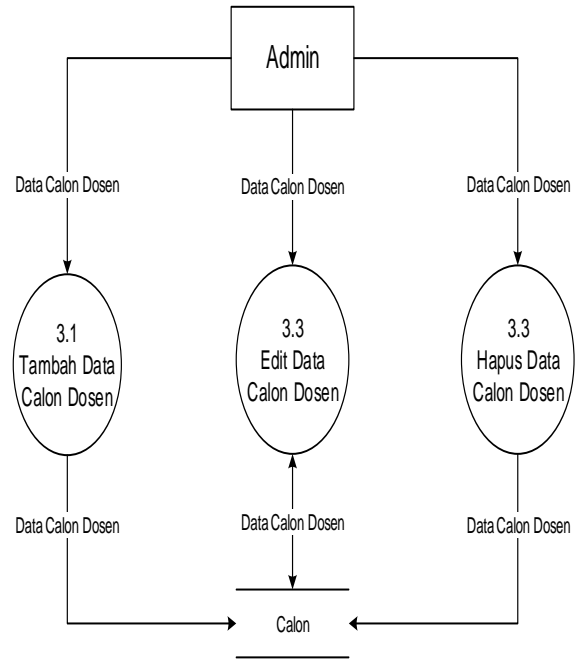 Admin
Data Calon Dosen
Data Calon Dosen
Data Calon Dosen
3.1
Tambah Data
Calon Dosen
3.3
Edit Data
Calon Dosen
3.3
Hapus Data
Calon Dosen
Data Calon Dosen
Data Calon Dosen
Data Calon Dosen
Calon